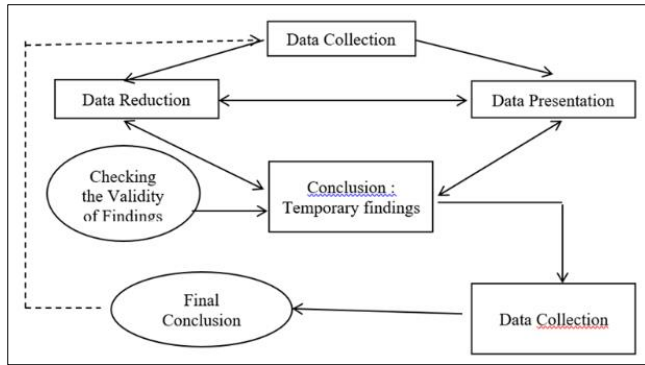 Data Collection
Data Reduction
Data Presentation
Checking
the Validity
of Findings
Conclusion :
Temporary findings
Final
Conclusion
Data Collection